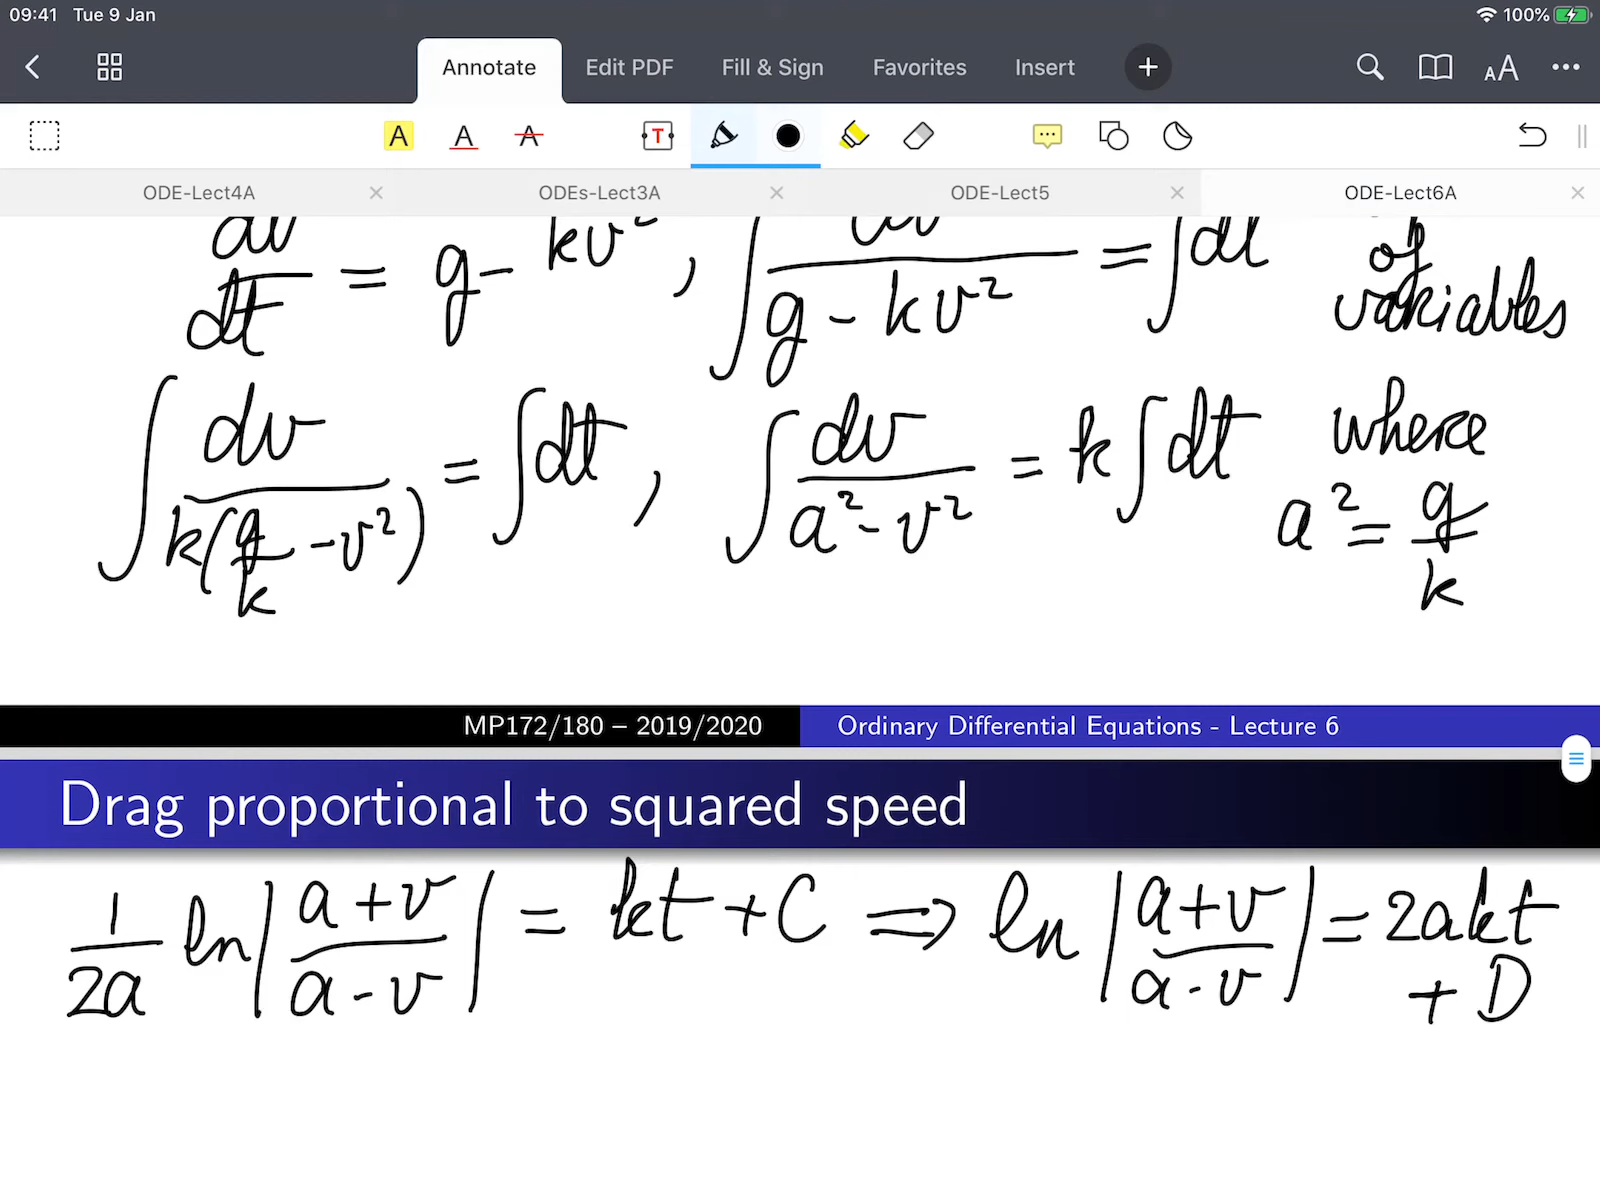 09:41 Tue 9 Jan 100%
Annotate Edit PDF Fill & Sign Favorites Insert + AA
A A A T
ODE-Lect4A × ODEs-Lect3A × ODE-Lect5 × ODE-Lect6A ×
dv/dt = g - kv², ∫ dv/(g - kv²) = ∫dt of variables
∫ dv/(k(g/k - v²)) = ∫dt, ∫ dv/(a² - v²) = k∫dt where a² = g/k
MP172/180 – 2019/2020 Ordinary Differential Equations - Lecture 6
Drag proportional to squared speed
1/2a ln|a+v/a-v| = kt + C ⇒ ln|a+v/a-v| = 2akt + D